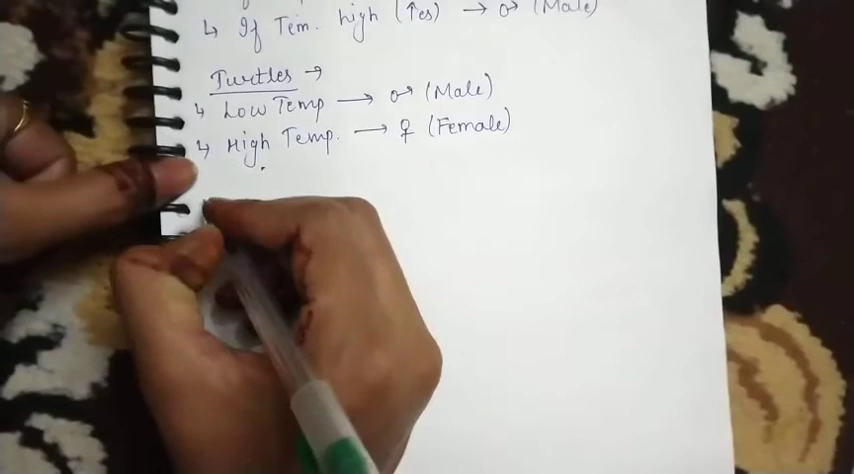 ↳ If Tem. high (↑es) → ♂ (Male)
Turtles →
↳ Low Temp → ♂ (Male)
↳ High Temp. → ♀ (Female)